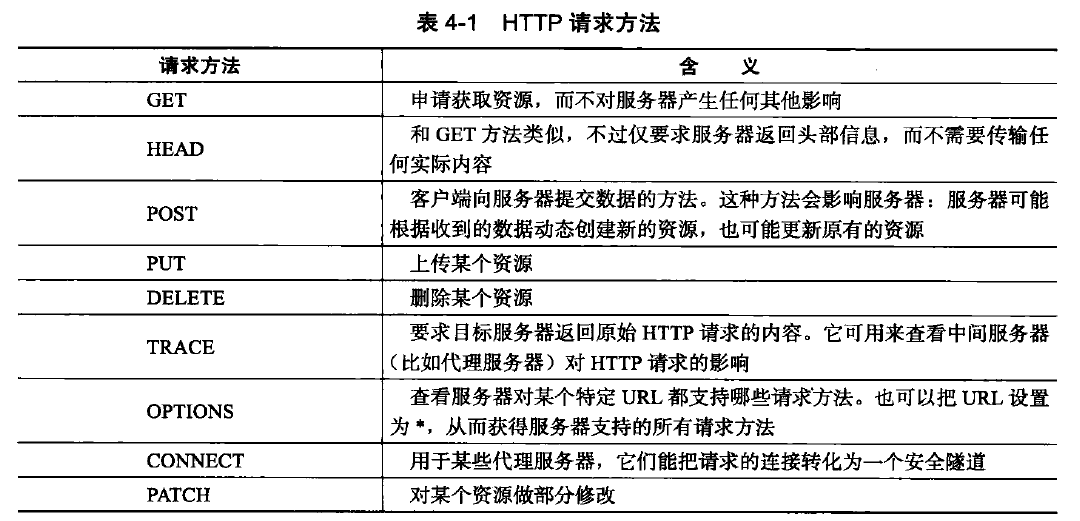 表 4-1 HTTP 请求方法
请求方法 含 义
GET 申请获取资源，而不对服务器产生任何其他影响
HEAD 和 GET 方法类似，不过仅要求服务器返回头部信息，而不需要传输任
何实际内容
POST 客户端向服务器提交数据的方法。这种方法会影响服务器：服务器可能
根据收到的数据动态创建新的资源，也可能更新原有的资源
PUT 上传某个资源
DELETE 删除某个资源
TRACE 要求目标服务器返回原始 HTTP 请求的内容。它可用来查看中间服务器
（比如代理服务器）对 HTTP 请求的影响
OPTIONS 查看服务器对某个特定 URL 都支持哪些请求方法。也可以把 URL 设置
为 *，从而获得服务器支持的所有请求方法
CONNECT 用于某些代理服务器，它们能把请求的连接转化为一个安全隧道
PATCH 对某个资源做部分修改